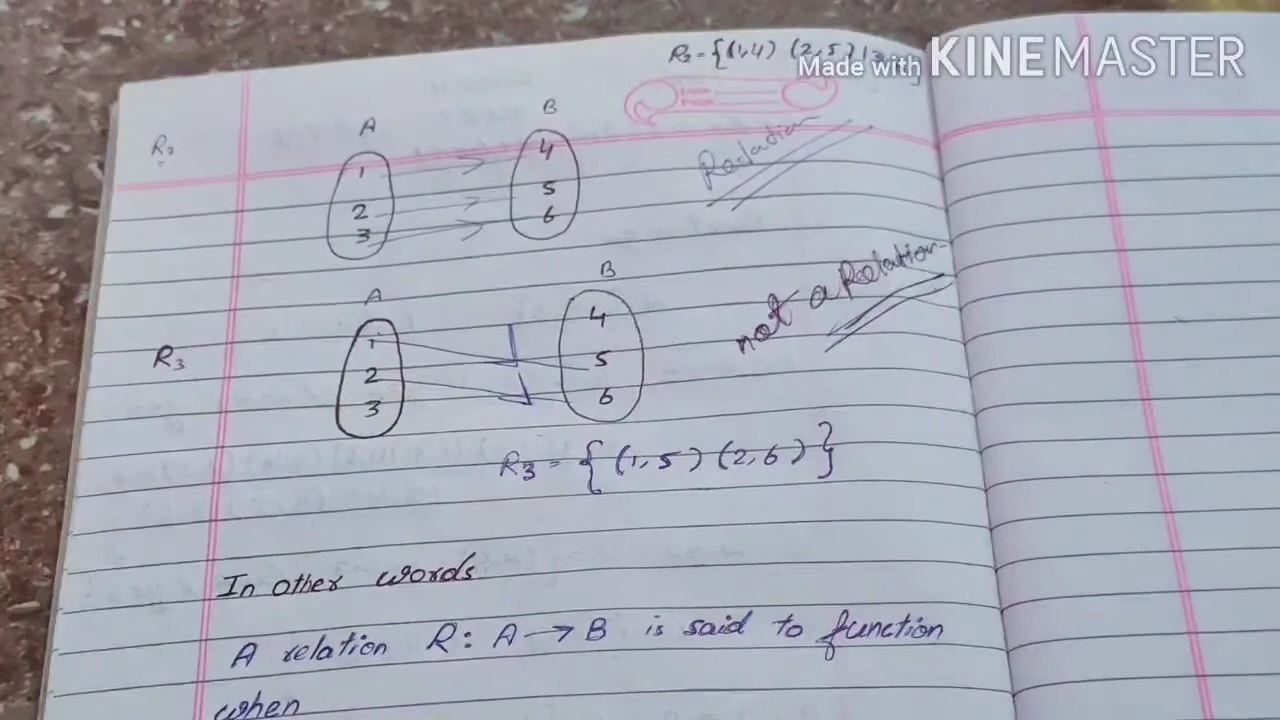 R₂ = {(1,4) (2,5)
Made with KINEMASTER
R₂
A
B
1
4
2
5
3
6
Relation
R₃
A
B
1
4
2
5
3
6
not a Relation
R₃ = { (1,5) (2,6) }
In other words
A relation R: A → B is said to function
when